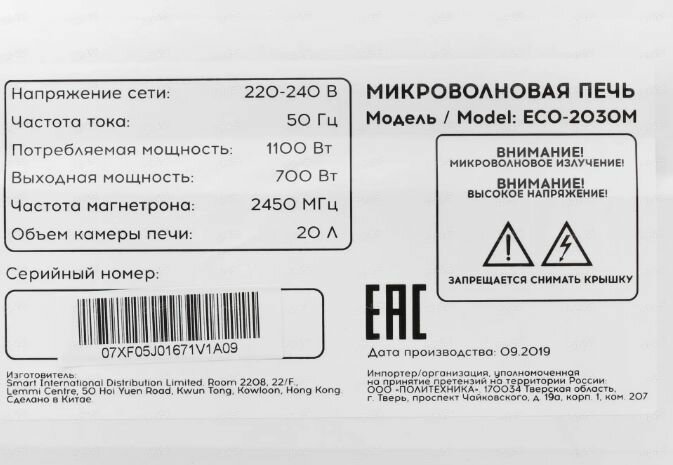 Напряжение сети: 220-240 В
Частота тока: 50 Гц
Потребляемая мощность: 1100 Вт
Выходная мощность: 700 Вт
Частота магнетрона: 2450 МГц
Объем камеры печи: 20 Л
Серийный номер:
07XF05J01671V1A09
Изготовитель:
Smart International Distribution Limited. Room 2208, 22/F.,
Lemmi Centre, 50 Hoi Yuen Road, Kwun Tong, Kowloon, Hong Kong.
Сделано в Китае.
МИКРОВОЛНОВАЯ ПЕЧЬ
Модель / Model: ECO-2030M
ВНИМАНИЕ!
МИКРОВОЛНОВОЕ ИЗЛУЧЕНИЕ!
ВНИМАНИЕ!
ВЫСОКОЕ НАПРЯЖЕНИЕ!
ЗАПРЕЩАЕТСЯ СНИМАТЬ КРЫШКУ
EAC
Дата производства: 09.2019
Импортер/организация, уполномоченная
на принятие претензий на территории России:
ООО «ПОЛИТЕХНИКА». 170034 Тверская область,
г. Тверь, проспект Чайковского, д. 19а, корп. 1, ком. 207